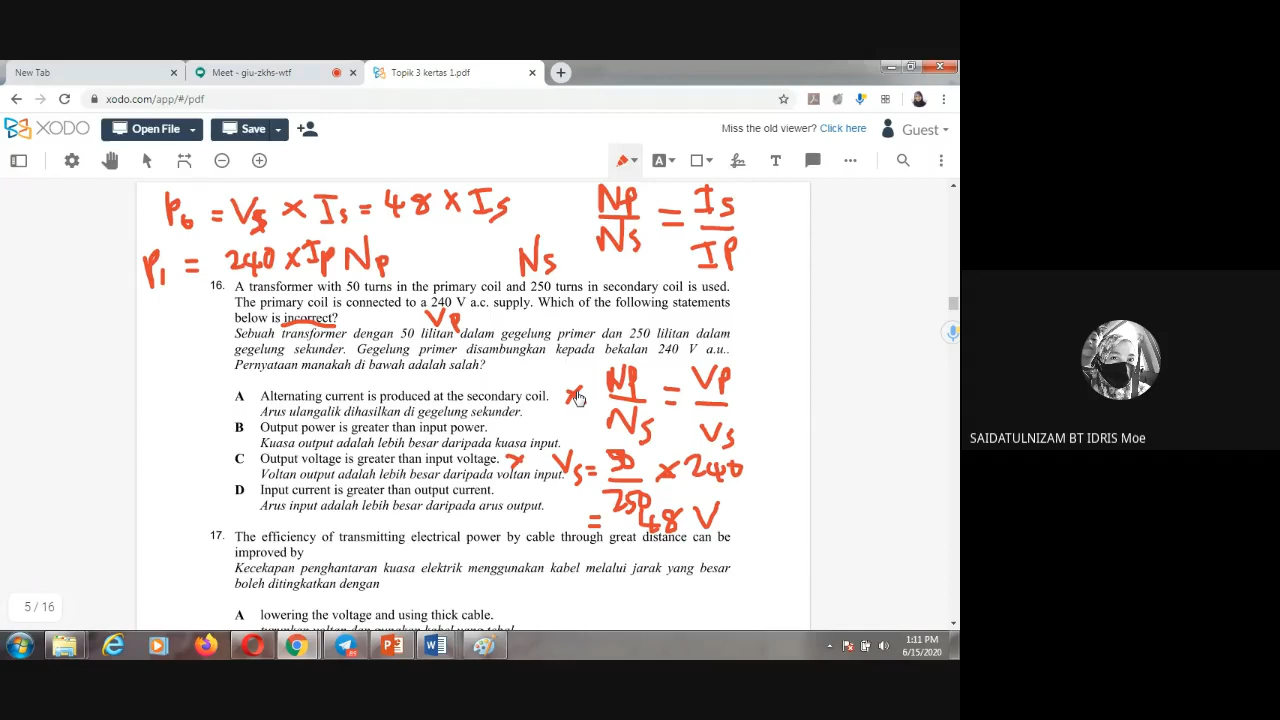 New Tab
Meet - giu-zkhs-wtf
Topik 3 kertas 1.pdf
xodo.com/app/#/pdf
XODO
Open File
Save
Miss the old viewer? Click here
Guest
= Vs × Is = 48 × Is
NP
NS
= Is
IP
= 240 × Ip Np
Ns
16. A transformer with 50 turns in the primary coil and 250 turns in secondary coil is used.
The primary coil is connected to a 240 V a.c. supply. Which of the following statements
below is incorrect?
VP
Sebuah transformer dengan 50 lilitan dalam gegelung primer dan 250 lilitan dalam
gegelung sekunder. Gegelung primer disambungkan kepada bekalan 240 V a.u..
Pernyataan manakah di bawah adalah salah?
A Alternating current is produced at the secondary coil. ×
Arus ulangalik dihasilkan di gegelung sekunder.
NP
NS
= VP
Vs
B Output power is greater than input power.
Kuasa output adalah lebih besar daripada kuasa input.
C Output voltage is greater than input voltage. ×
Voltan output adalah lebih besar daripada voltan input.
Vs = 50
250
× 240
= 48 V
D Input current is greater than output current.
Arus input adalah lebih besar daripada arus output.
17. The efficiency of transmitting electrical power by cable through great distance can be
improved by
Kecekapan penghantaran kuasa elektrik menggunakan kabel melalui jarak yang besar
boleh ditingkatkan dengan
A lowering the voltage and using thick cable.
5 / 16
1:11 PM
6/15/2020
SAIDATULNIZAM BT IDRIS Moe